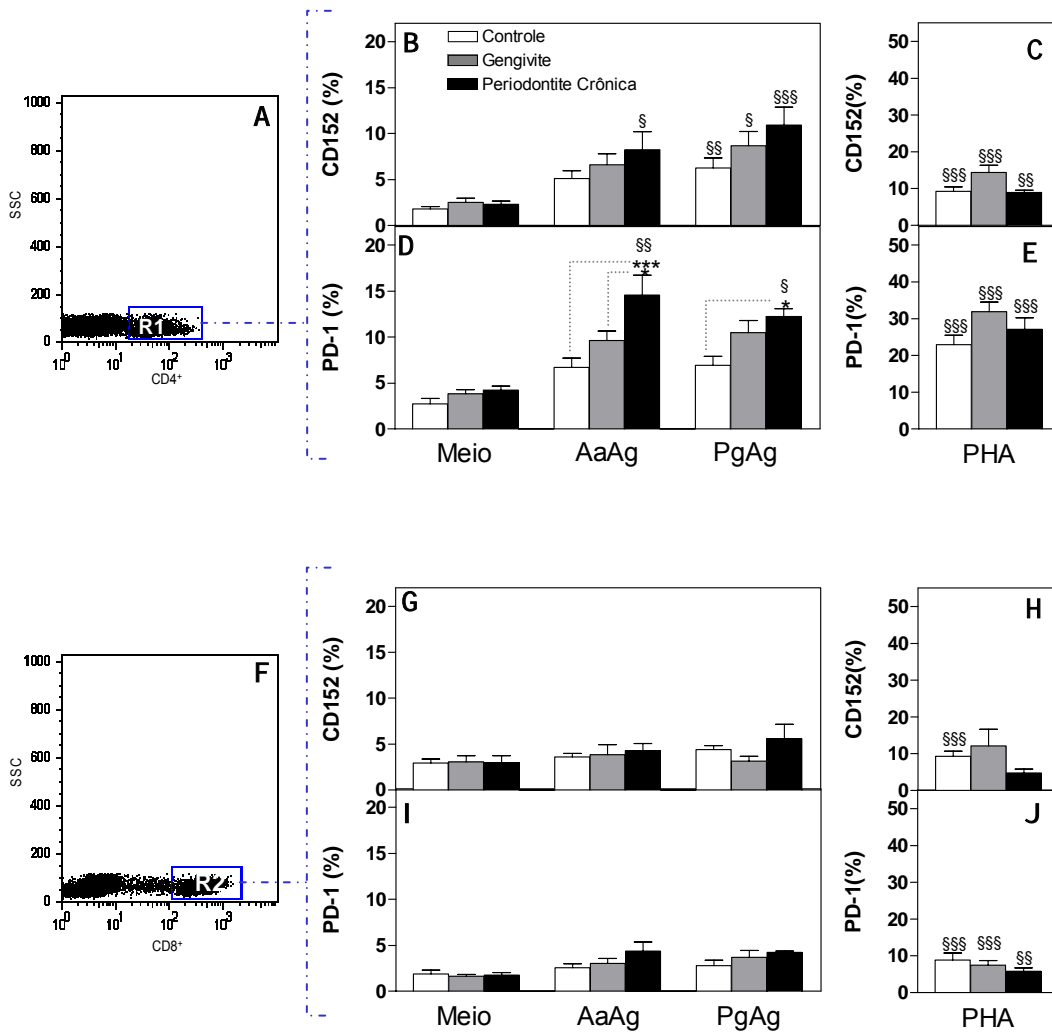 A
1000
800
600
400
200
0
SSC
R1
10⁰ 10¹ 10² 10³
CD4⁺
B
Controle
Gengivite
Periodontite Crônica
20
15
10
5
0
CD152 (%)
§
§§
§
§§§
C
50
40
30
20
10
0
CD152(%)
§§§
§§§
§§
D
20
15
10
5
0
PD-1 (%)
§§
***
*
§
*
Meio AaAg PgAg
E
50
40
30
20
10
0
PD-1(%)
§§§
§§§
§§§
PHA
F
1000
800
600
400
200
0
SSC
R2
10⁰ 10¹ 10² 10³
CD8⁺
G
20
15
10
5
0
CD152 (%)
H
50
40
30
20
10
0
CD152(%)
§§§
I
20
15
10
5
0
PD-1 (%)
Meio AaAg PgAg
J
50
40
30
20
10
0
PD-1(%)
§§§
§§§
§§
PHA